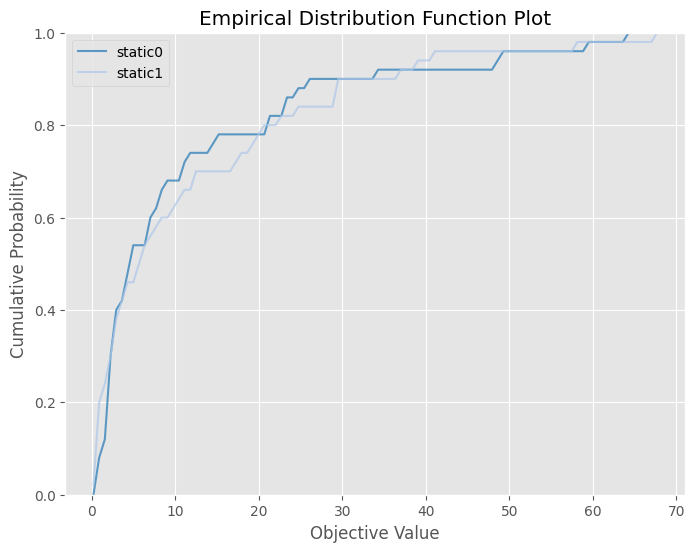 Empirical Distribution Function Plot
static0
static1
1.0
0.8
0.6
0.4
0.2
0.0
Cumulative Probability
0 10 20 30 40 50 60 70
Objective Value